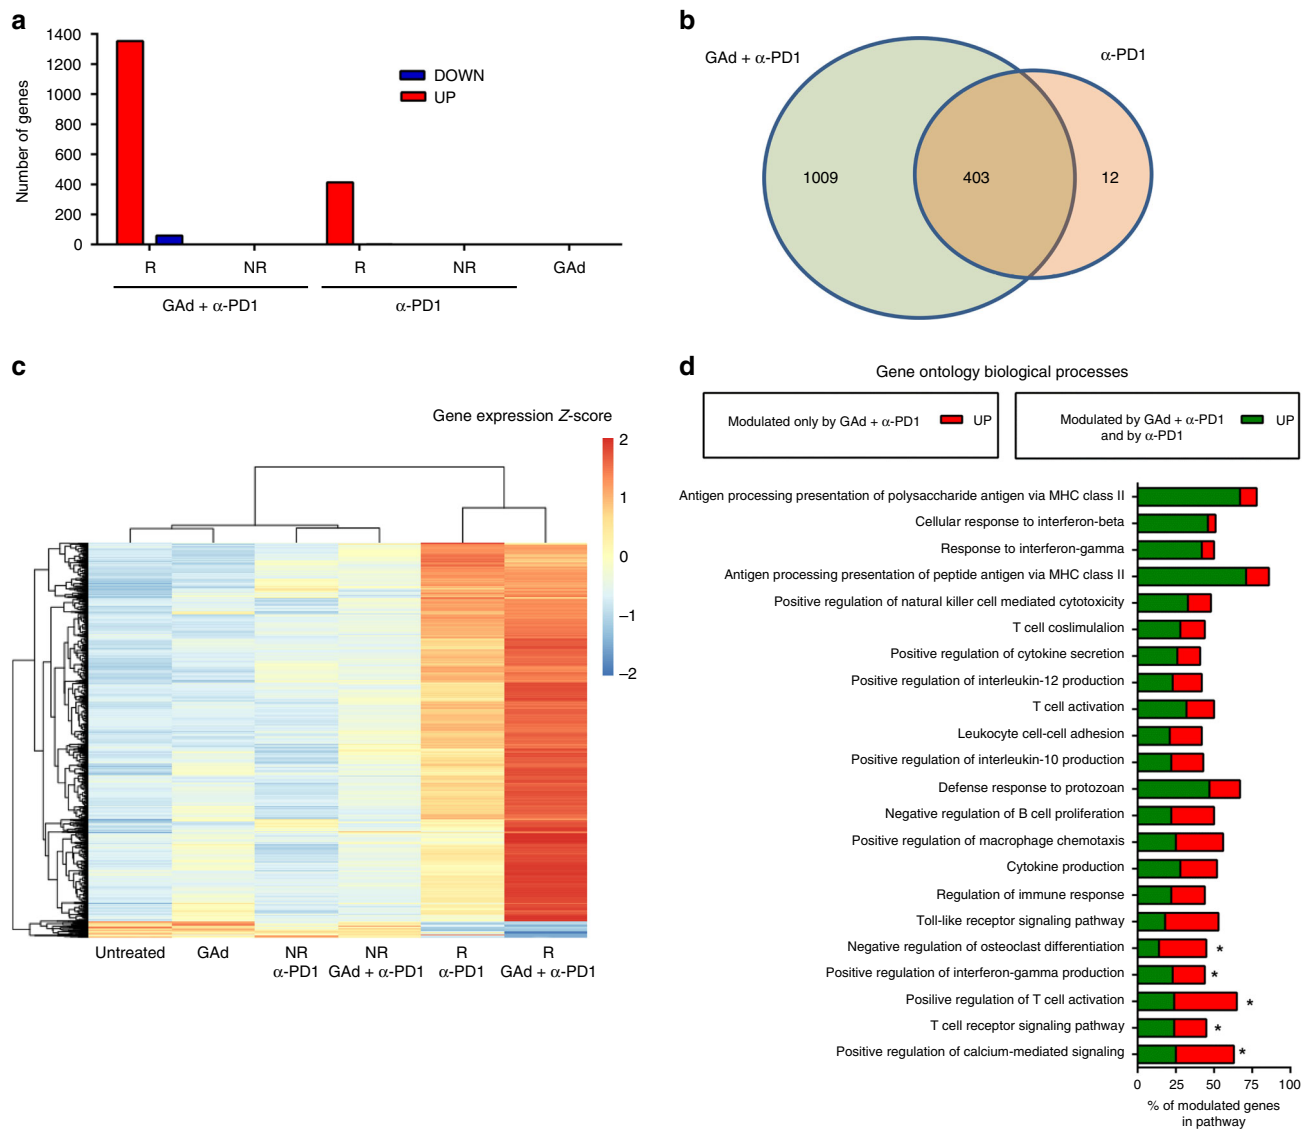 a
1400
1200
1000
800
600
400
200
0
Number of genes
DOWN
UP
R
NR
R
NR
GAd
GAd + α-PD1
α-PD1
b
GAd + α-PD1
α-PD1
1009
403
12
c
Gene expression Z-score
2
1
0
–1
–2
Untreated
GAd
NR
α-PD1
NR
GAd + α-PD1
R
α-PD1
R
GAd + α-PD1
d
Gene ontology biological processes
Modulated only by GAd + α-PD1
UP
Modulated by GAd + α-PD1
and by α-PD1
UP
Antigen processing presentation of polysaccharide antigen via MHC class II
Cellular response to interferon-beta
Response to interferon-gamma
Antigen processing presentation of peptide antigen via MHC class II
Positive regulation of natural killer cell mediated cytotoxicity
T cell coslimulalion
Positive regulation of cytokine secretion
Positive regulation of interleukin-12 production
T cell activation
Leukocyte cell-cell adhesion
Positive regulation of interleukin-10 production
Defense response to protozoan
Negative regulation of B cell proliferation
Positive regulation of macrophage chemotaxis
Cytokine production
Regulation of immune response
Toll-like receptor signaling pathway
Negative regulation of osteoclast differentiation *
Positive regulation of interferon-gamma production *
Posilive regulation of T cell activation *
T cell receptor signaling pathway *
Positive regulation of calcium-mediated signaling *
0 25 50 75 100
% of modulated genes
in pathway